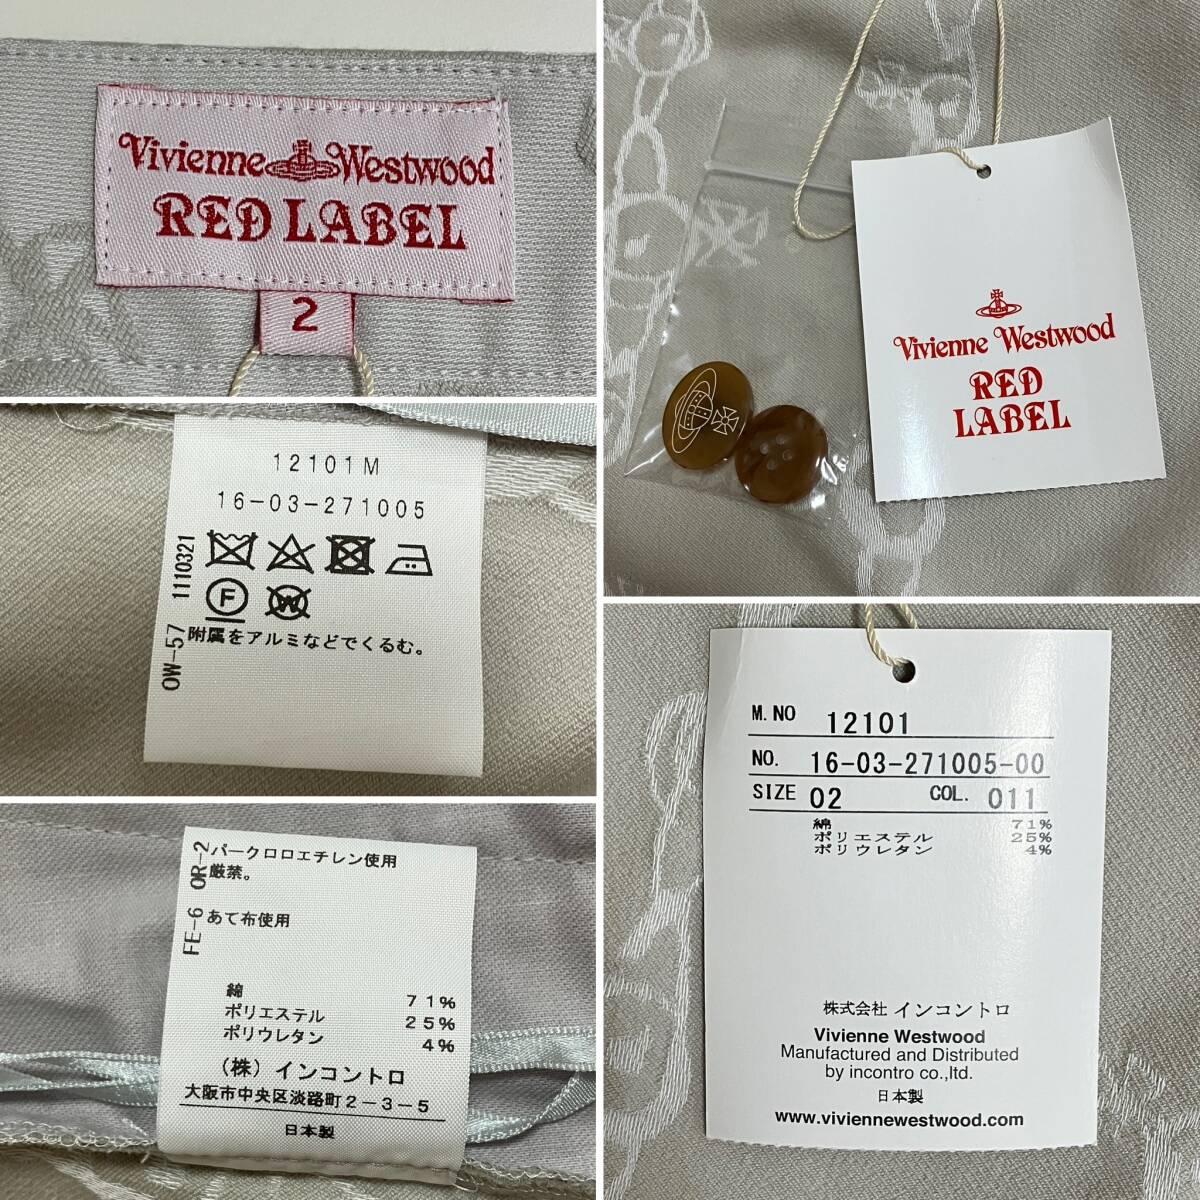 Vivienne Westwood
RED LABEL
2
12101M
16-03-271005
1110321
OW-57
F
W
附属をアルミなどでくるむ。
OR-2
パークロロエチレン使用
厳禁。
FE-6
あて布使用
綿 71%
ポリエステル 25%
ポリウレタン 4%
(株)インコントロ
大阪市中央区淡路町2-3-5
日本製
Vivienne Westwood
RED
LABEL
M.NO 12101
NO. 16-03-271005-00
SIZE 02 COL. 011
綿 71%
ポリエステル 25%
ポリウレタン 4%
株式会社 インコントロ
Vivienne Westwood
Manufactured and Distributed
by incontro co.,ltd.
日本製
www.viviennewestwood.com